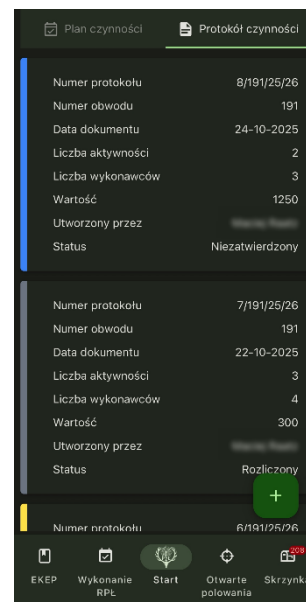 Plan czynności Protokół czynności
Numer protokołu 8/191/25/26
Numer obwodu 191
Data dokumentu 24-10-2025
Liczba aktywności 2
Liczba wykonawców 3
Wartość 1250
Utworzony przez
Status Niezatwierdzony
Numer protokołu 7/191/25/26
Numer obwodu 191
Data dokumentu 22-10-2025
Liczba aktywności 3
Liczba wykonawców 4
Wartość 300
Utworzony przez
Status Rozliczony
+
Numer protokołu 6/191/25/26
208
EKEP Wykonanie Start Otwarte Skrzynka
RPŁ polowania